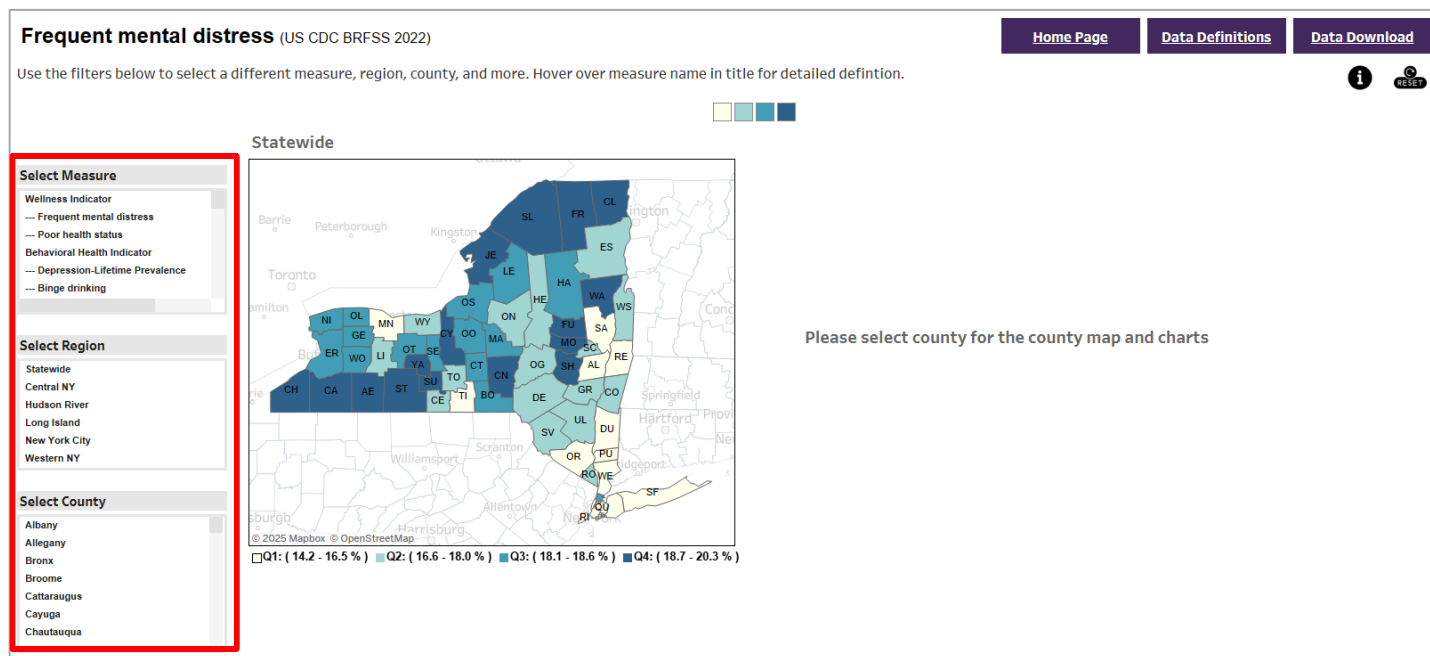 Frequent mental distress (US CDC BRFSS 2022)
Home Page
Data Definitions
Data Download
Use the filters below to select a different measure, region, county, and more. Hover over measure name in title for detailed defintion.
i
RESET
Statewide
Select Measure
Wellness Indicator
--- Frequent mental distress
--- Poor health status
Behavioral Health Indicator
--- Depression-Lifetime Prevalence
--- Binge drinking
Select Region
Statewide
Central NY
Hudson River
Long Island
New York City
Western NY
Select County
Albany
Allegany
Bronx
Broome
Cattaraugus
Cayuga
Chautauqua
Barrie
Peterborough
Kingston
Toronto
SL
FR
CL
ington
ES
JE
LE
HA
HE
WA
WS
OS
ON
NI
OL
MN
WY
CY
OO
MA
FU
SA
MO
SC
GE
ER
WO
LI
OT
SE
YA
CT
CN
OG
SH
AL
RE
CH
CA
AE
ST
SU
TO
CE
TI
BO
DE
GR
CO
Springfield
Hartford
SV
UL
DU
Scranton
Williamsport
OR
PU
RO
WE
idgeport
SF
Allentown
QU
RI
Harrisburg
sburgh
© 2025 Mapbox © OpenStreetMap
Q1: ( 14.2 - 16.5 % ) Q2: ( 16.6 - 18.0 % ) Q3: ( 18.1 - 18.6 % ) Q4: ( 18.7 - 20.3 % )
Please select county for the county map and charts